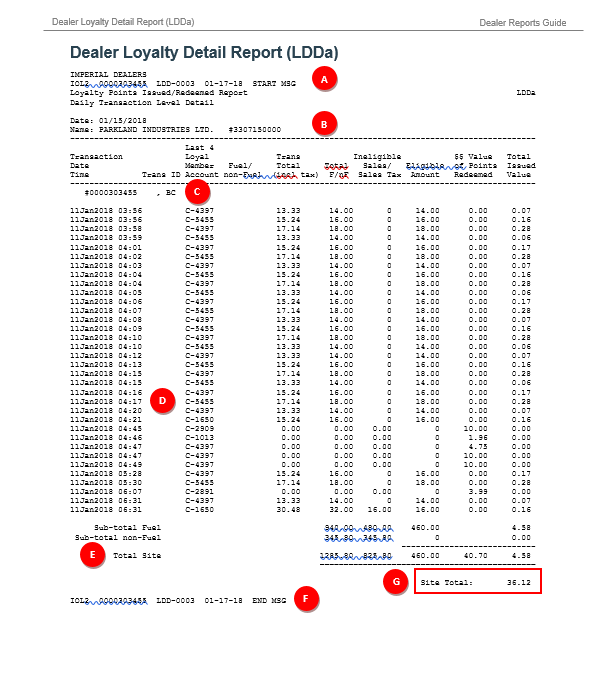 Dealer Loyalty Detail Report (LDDa) Dealer Reports Guide
Dealer Loyalty Detail Report (LDDa)
IMPERIAL DEALERS
IOL2 0000303455 LDD-0003 01-17-18 START MSG A
Loyalty Points Issued/Redeemed Report LDDa
Daily Transaction Level Detail
Date: 01/15/2018 B
Name: PARKLAND INDUSTRIES LTD. #3307150000
Last 4
Transaction Loyal Trans Ineligible $$ Value Total
Date Member Fuel/ Total Total Sales/ Eligible of Points Issued
Time Trans ID Account non-Fuel (incl tax) F/nF Sales Tax Amount Redeemed Value
#0000303455 , BC C
11Jan2018 03:56 C-4397 13.33 14.00 0 14.00 0.00 0.07
11Jan2018 03:56 C-5455 15.24 16.00 0 16.00 0.00 0.16
11Jan2018 03:58 C-4397 17.14 18.00 0 18.00 0.00 0.28
11Jan2018 03:59 C-5455 13.33 14.00 0 14.00 0.00 0.06
11Jan2018 04:01 C-4397 15.24 16.00 0 16.00 0.00 0.17
11Jan2018 04:02 C-5455 17.14 18.00 0 18.00 0.00 0.28
11Jan2018 04:03 C-4397 13.33 14.00 0 14.00 0.00 0.07
11Jan2018 04:04 C-5455 15.24 16.00 0 16.00 0.00 0.16
11Jan2018 04:04 C-4397 17.14 18.00 0 18.00 0.00 0.28
11Jan2018 04:05 C-5455 13.33 14.00 0 14.00 0.00 0.06
11Jan2018 04:06 C-4397 15.24 16.00 0 16.00 0.00 0.17
11Jan2018 04:07 C-5455 17.14 18.00 0 18.00 0.00 0.28
11Jan2018 04:08 C-4397 13.33 14.00 0 14.00 0.00 0.07
11Jan2018 04:09 C-5455 15.24 16.00 0 16.00 0.00 0.16
11Jan2018 04:10 C-4397 17.14 18.00 0 18.00 0.00 0.28
11Jan2018 04:10 C-5455 13.33 14.00 0 14.00 0.00 0.06
11Jan2018 04:12 C-4397 13.33 14.00 0 14.00 0.00 0.07
11Jan2018 04:13 C-5455 15.24 16.00 0 16.00 0.00 0.16
11Jan2018 04:15 C-4397 17.14 18.00 0 18.00 0.00 0.28
11Jan2018 04:15 C-5455 13.33 14.00 0 14.00 0.00 0.06
11Jan2018 04:16 C-4397 15.24 16.00 0 16.00 0.00 0.17
11Jan2018 04:17 D C-5455 17.14 18.00 0 18.00 0.00 0.28
11Jan2018 04:20 C-4397 13.33 14.00 0 14.00 0.00 0.07
11Jan2018 04:21 C-1650 15.24 16.00 0 16.00 0.00 0.16
11Jan2018 04:45 C-2909 0.00 0.00 0.00 0 10.00 0.00
11Jan2018 04:46 C-1013 0.00 0.00 0.00 0 1.96 0.00
11Jan2018 04:47 C-4397 0.00 0.00 0.00 0 4.75 0.00
11Jan2018 04:47 C-4397 0.00 0.00 0.00 0 10.00 0.00
11Jan2018 04:49 C-4397 0.00 0.00 0.00 0 10.00 0.00
11Jan2018 05:28 C-4397 15.24 16.00 0 16.00 0.00 0.17
11Jan2018 05:30 C-5455 17.14 18.00 0 18.00 0.00 0.28
11Jan2018 06:07 C-2891 0.00 0.00 0.00 0 3.99 0.00
11Jan2018 06:31 C-4397 13.33 14.00 0 14.00 0.00 0.07
11Jan2018 06:31 C-1650 30.48 32.00 16.00 16.00 0.00 0.16
Sub-total Fuel 940.00 480.00 460.00 4.58
Sub-total non-Fuel 345.80 345.80 0 0.00
E Total Site 1285.80 825.80 460.00 40.70 4.58
G Site Total: 36.12
IOL2 0000303455 LDD-0003 01-17-18 END MSG F